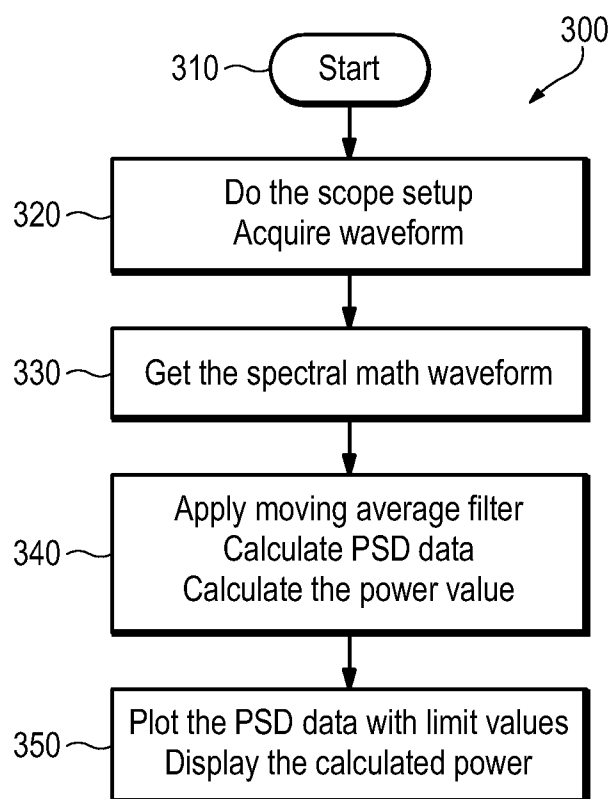 300
310
Start
320
Do the scope setup
Acquire waveform
330
Get the spectral math waveform
340
Apply moving average filter
Calculate PSD data
Calculate the power value
350
Plot the PSD data with limit values
Display the calculated power